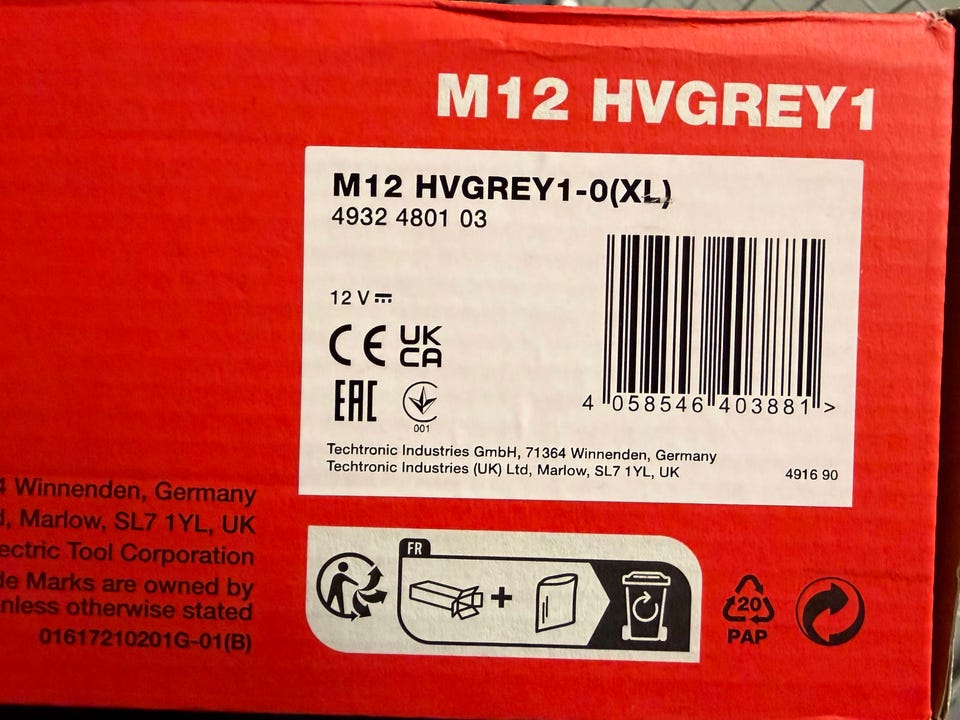 M12 HVGREY1
M12 HVGREY1-0(XL)
4932 4801 03
12 V
CE UK
CA
EAC
001
4 058546 403881 >
Techtronic Industries GmbH, 71364 Winnenden, Germany
Techtronic Industries (UK) Ltd, Marlow, SL7 1YL, UK
4916 90
4 Winnenden, Germany
, Marlow, SL7 1YL, UK
ectric Tool Corporation
Marks are owned by
otherwise stated
01617210201G-01(B)
FR
+
20
PAP